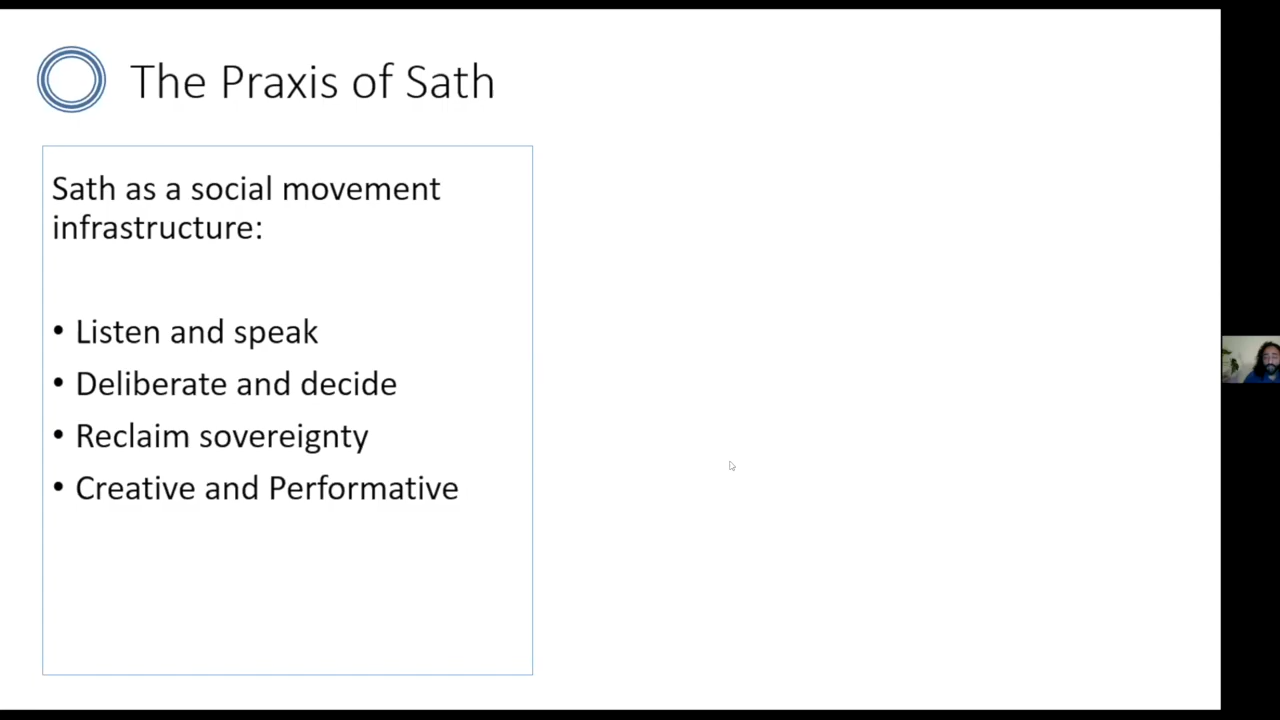 The Praxis of Sath
Sath as a social movement
infrastructure:
• Listen and speak
• Deliberate and decide
• Reclaim sovereignty
• Creative and Performative